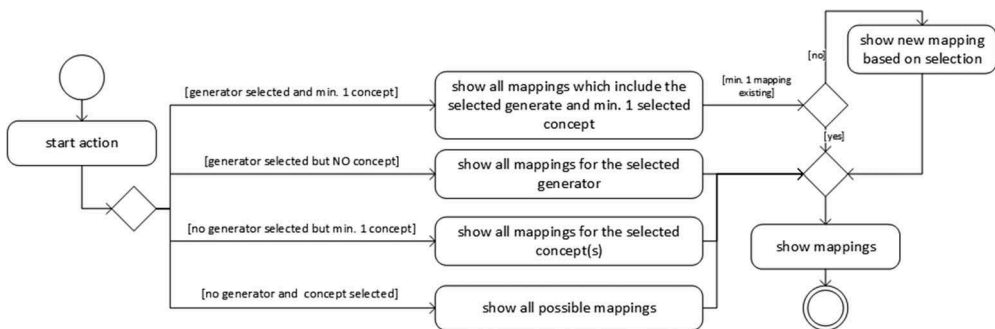 start action
[generator selected and min. 1 concept]
show all mappings which include the
selected generate and min. 1 selected
concept
[min. 1 mapping
existing]
[no]
show new mapping
based on selection
[yes]
[generator selected but NO concept]
show all mappings for the selected
generator
[no generator selected but min. 1 concept]
show all mappings for the selected
concept(s)
show mappings
[no generator and  concept selected]
show all possible mappings